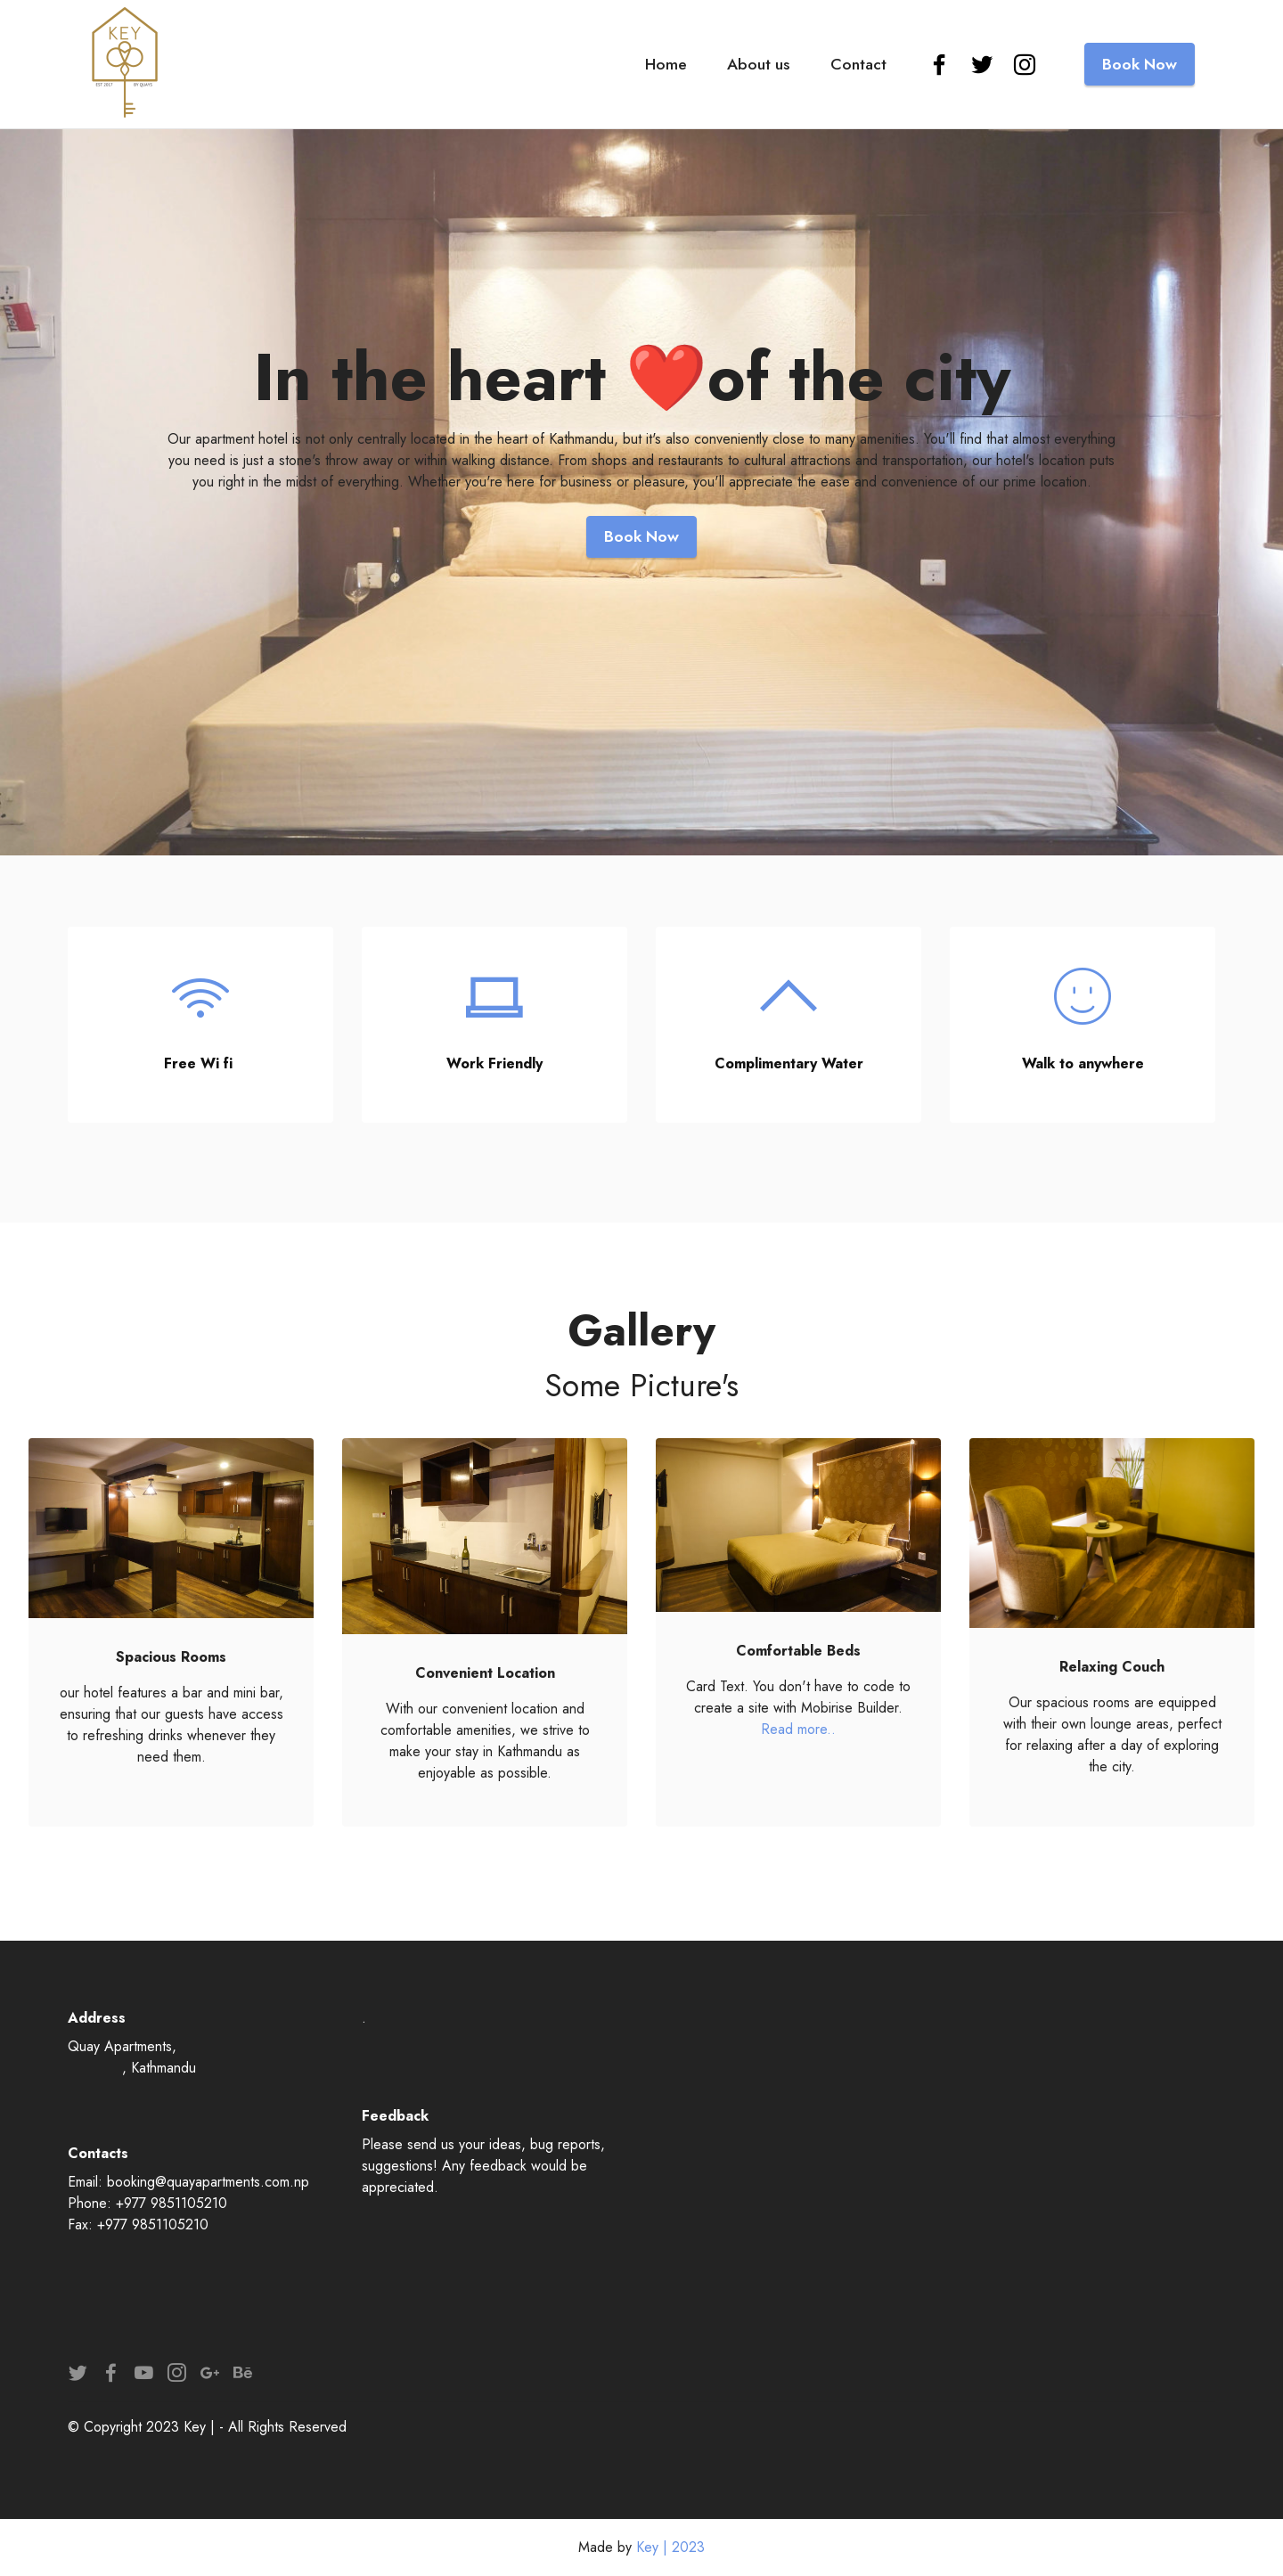 KEY
EST 2017 BY QUAYS
Home About us Contact Book Now
In the heart ❤️of the city
Our apartment hotel is not only centrally located in the heart of Kathmandu, but it's also conveniently close to many amenities. You'll find that almost everything
you need is just a stone's throw away or within walking distance. From shops and restaurants to cultural attractions and transportation, our hotel's location puts
you right in the midst of everything. Whether you're here for business or pleasure, you'll appreciate the ease and convenience of our prime location.
Book Now
Free Wi fi
Work Friendly
Complimentary Water
Walk to anywhere
Gallery
Some Picture's
Spacious Rooms
our hotel features a bar and mini bar,
ensuring that our guests have access
to refreshing drinks whenever they
need them.
Convenient Location
With our convenient location and
comfortable amenities, we strive to
make your stay in Kathmandu as
enjoyable as possible.
Comfortable Beds
Card Text. You don't have to code to
create a site with Mobirise Builder.
Read more..
Relaxing Couch
Our spacious rooms are equipped
with their own lounge areas, perfect
for relaxing after a day of exploring
the city.
Address
Quay Apartments,
, Kathmandu
Contacts
Email: booking@quayapartments.com.np
Phone: +977 9851105210
Fax: +977 9851105210
.
Feedback
Please send us your ideas, bug reports,
suggestions! Any feedback would be
appreciated.
© Copyright 2023 Key | - All Rights Reserved
Made by Key | 2023